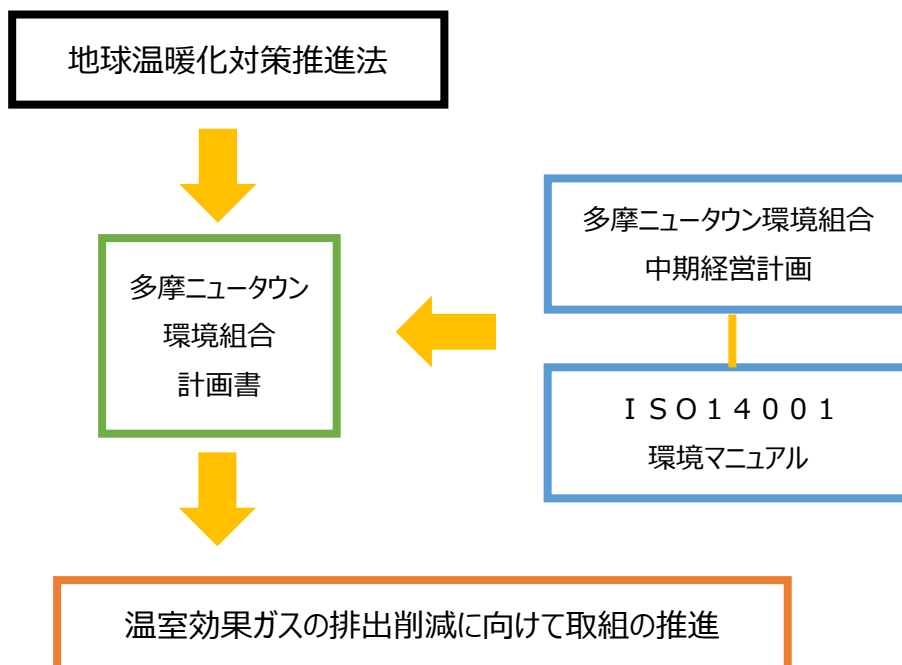 地球温暖化対策推進法
多摩ニュータウン
環境組合
計画書
多摩ニュータウン環境組合
中期経営計画
ＩＳＯ１４００１
環境マニュアル
温室効果ガスの排出削減に向けて取組の推進